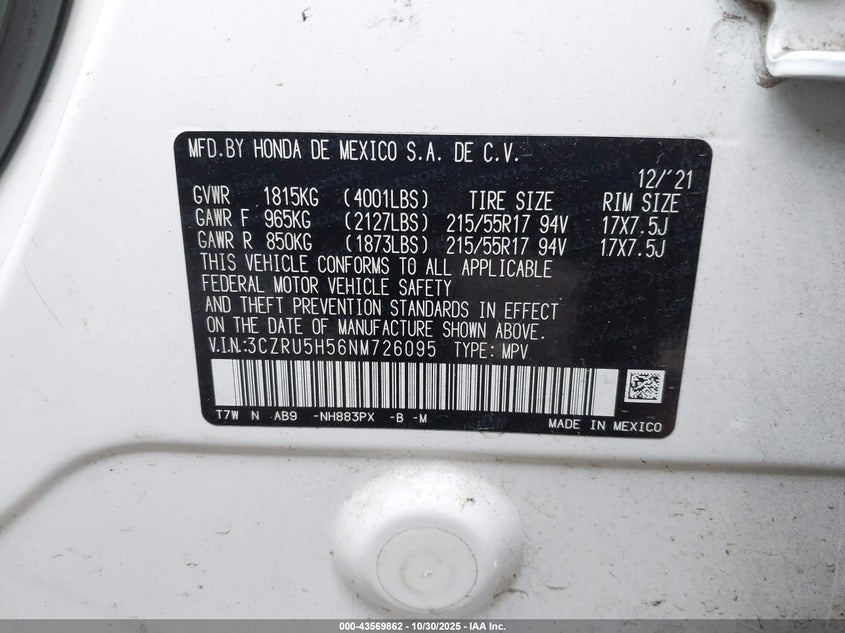 MFD.BY HONDA DE MEXICO S.A. DE C.V.
12/'21
GVWR 1815KG (4001LBS) TIRE SIZE RIM SIZE
GAWR F 965KG (2127LBS) 215/55R17 94V 17X7.5J
GAWR R 850KG (1873LBS) 215/55R17 94V 17X7.5J
THIS VEHICLE CONFORMS TO ALL APPLICABLE
FEDERAL MOTOR VEHICLE SAFETY
AND THEFT PREVENTION STANDARDS IN EFFECT
ON THE DATE OF MANUFACTURE SHOWN ABOVE.
V.I.N.:3CZRU5H56NM726095 TYPE: MPV
T7W N AB9 -NH883PX -B -M
MADE IN MEXICO
000-43569862 - 10/30/2025 - IAA Inc.